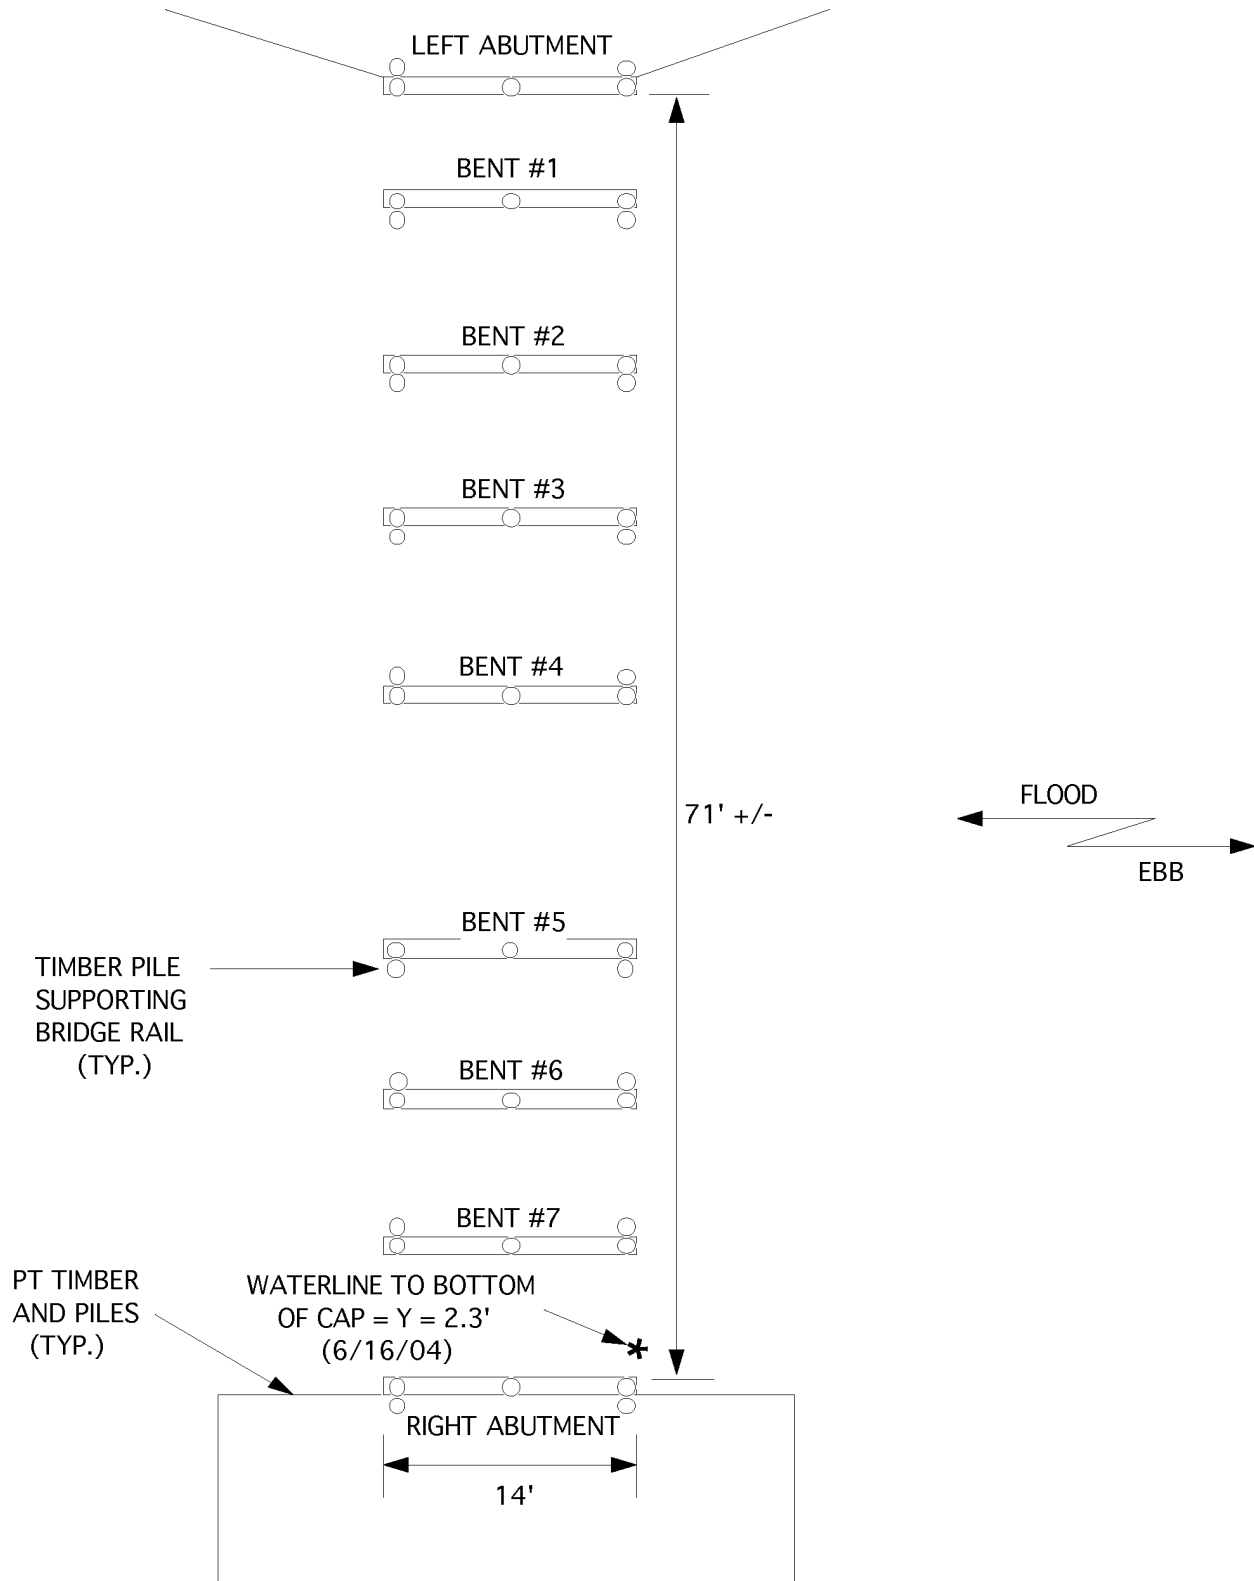 LEFT ABUTMENT
BENT #1
BENT #2
BENT #3
BENT #4
71' +/-
FLOOD
EBB
BENT #5
TIMBER PILE
SUPPORTING
BRIDGE RAIL
(TYP.)
BENT #6
BENT #7
PT TIMBER
AND PILES
(TYP.)
WATERLINE TO BOTTOM
OF CAP = Y = 2.3'
(6/16/04)
*
RIGHT ABUTMENT
14'